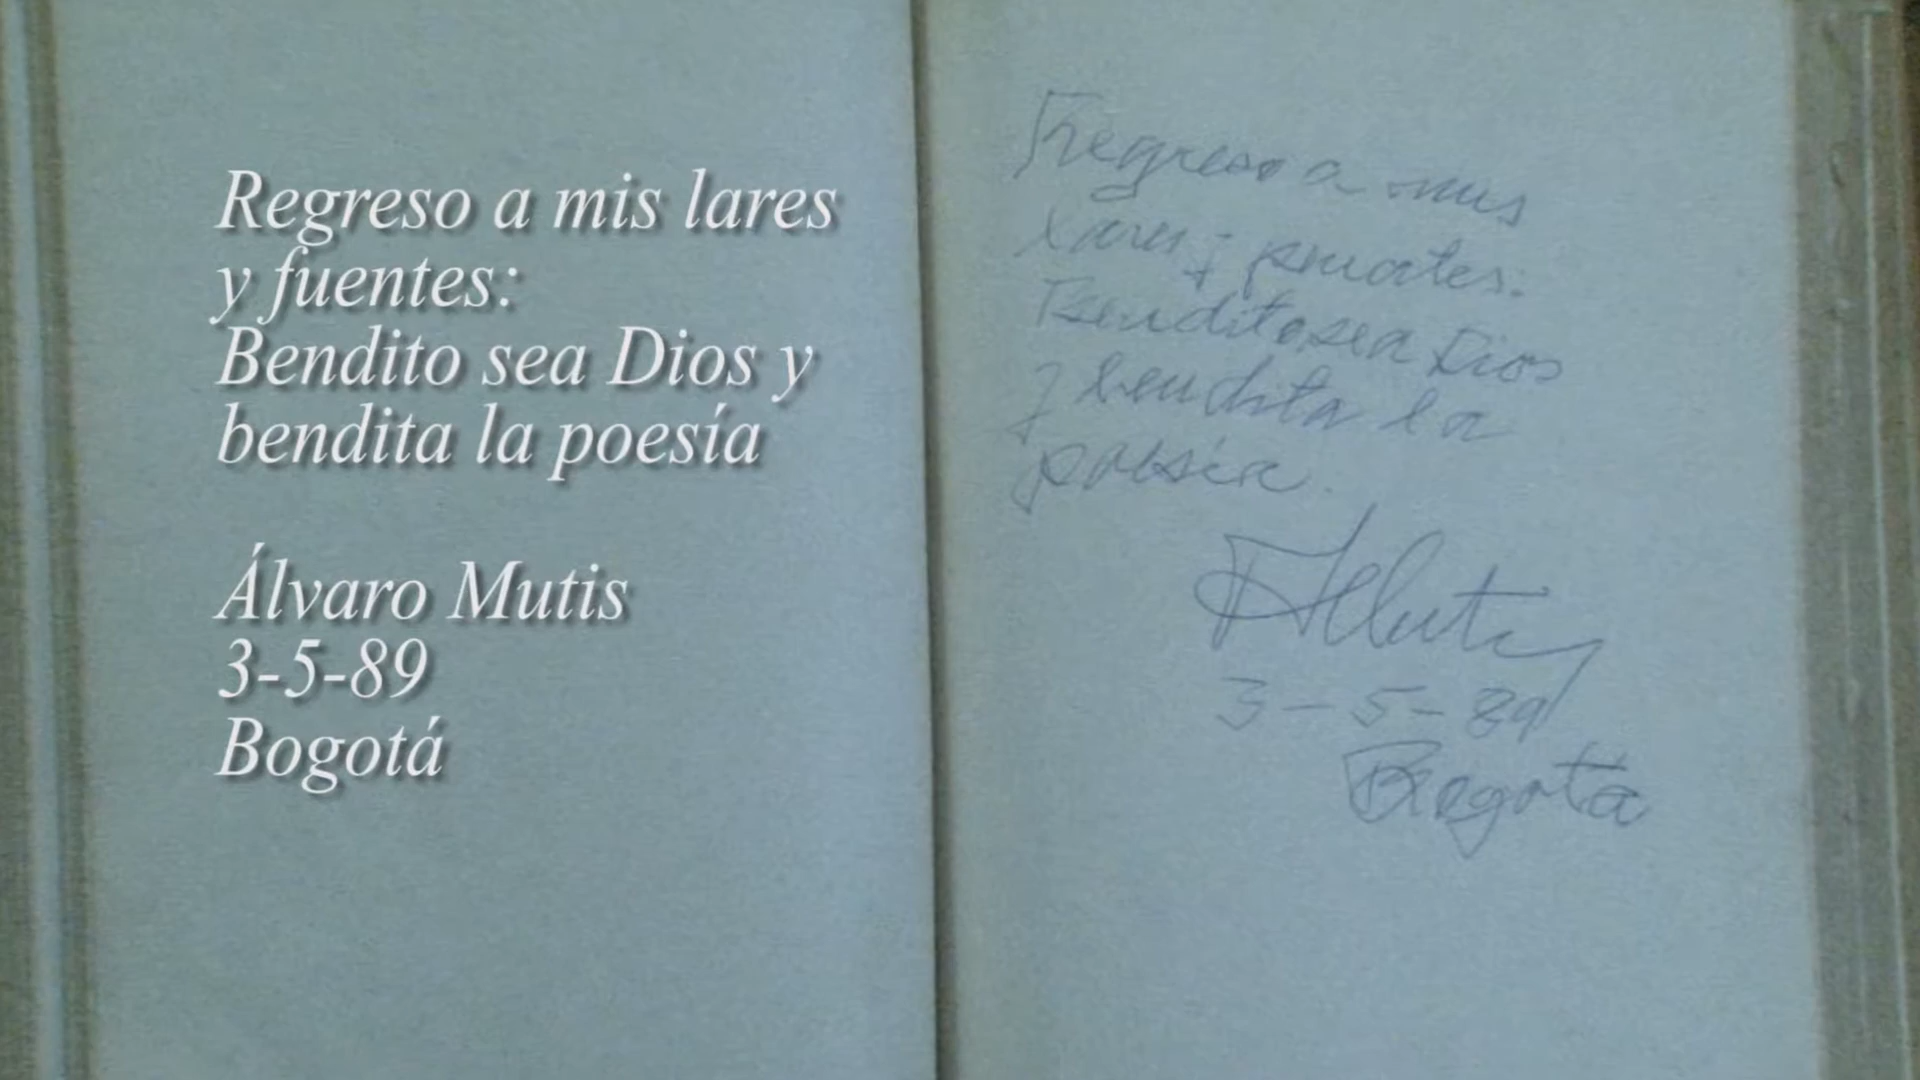 Regreso a mis lares
y fuentes:
Bendito sea Dios y
bendita la poesía
Álvaro Mutis
3-5-89
Bogotá
Regreso a mis
lares y fuentes:
Bendito sea Dios
y bendita la
poesía.
AMutis
3-5-89
Bogotá